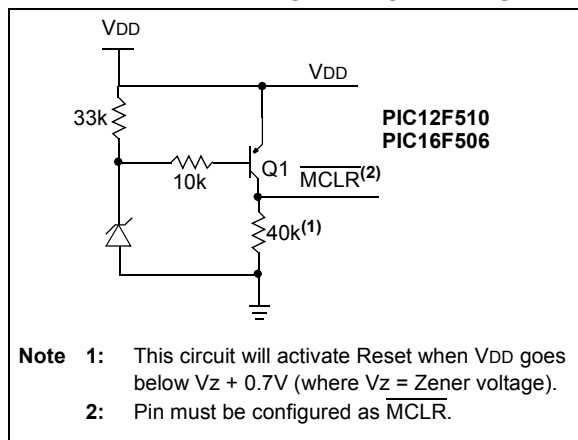 VDD
VDD
33k
PIC12F510
PIC16F506
Q1
MCLR(2)
10k
40k(1)
Note 1: This circuit will activate Reset when VDD goes
below Vz + 0.7V (where Vz = Zener voltage).
2: Pin must be configured as MCLR.